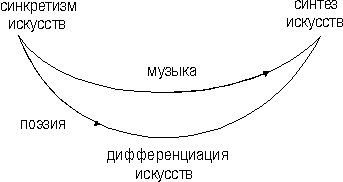 синкретизм
искусств
синтез
искусств
музыка
поэзия
дифференциация
искусств